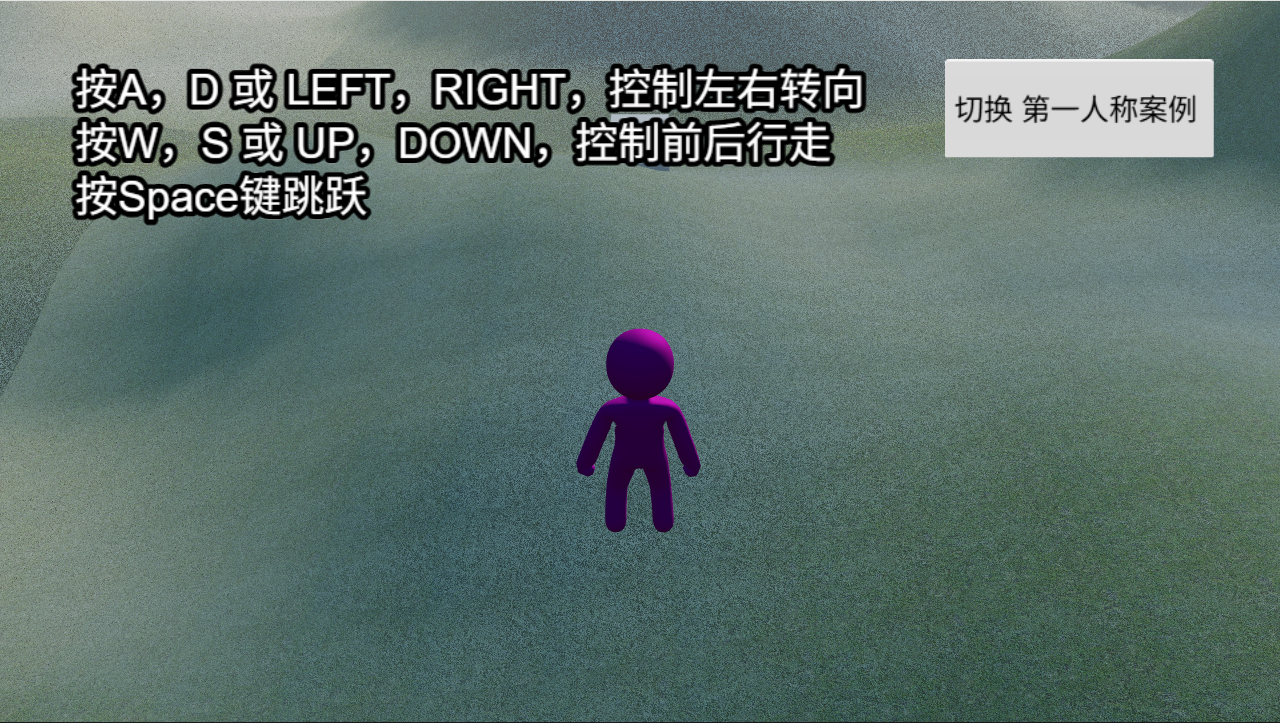 按A，D 或 LEFT，RIGHT，控制左右转向
按W，S 或 UP，DOWN，控制前后行走
按Space键跳跃
切换 第一人称案例